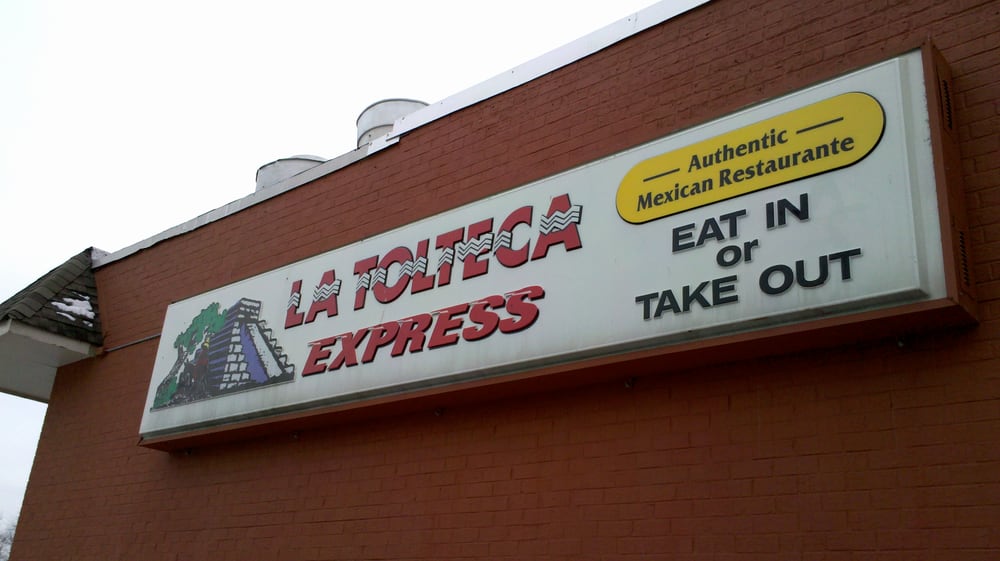 LA TOLTECA
EXPRESS
Authentic
Mexican Restaurante
EAT IN
or
TAKE OUT